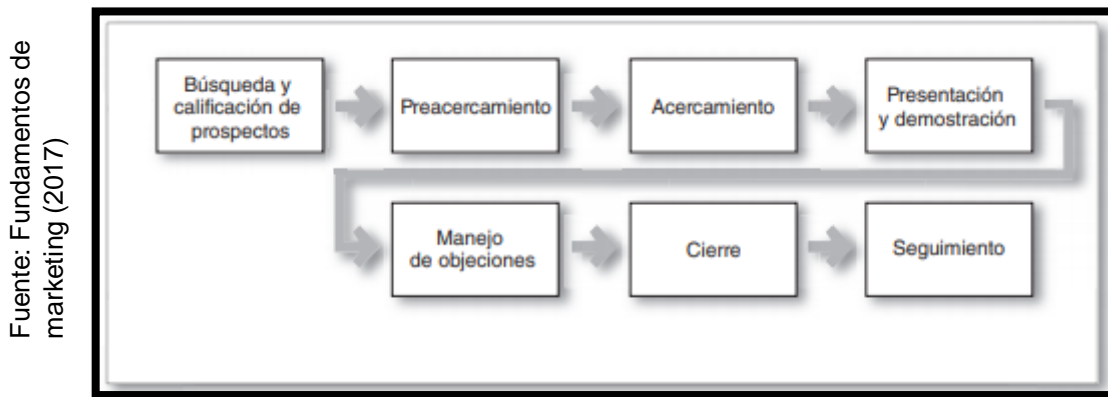 Fuente: Fundamentos de
marketing (2017)
Búsqueda y
calificación de
prospectos
Preacercamiento
Acercamiento
Presentación
y demostración
Manejo
de objeciones
Cierre
Seguimiento